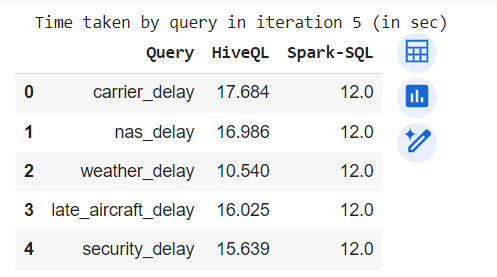 Time taken by query in iteration 5 (in sec)
Query HiveQL Spark-SQL
0 carrier_delay 17.684 12.0
1 nas_delay 16.986 12.0
2 weather_delay 10.540 12.0
3 late_aircraft_delay 16.025 12.0
4 security_delay 15.639 12.0